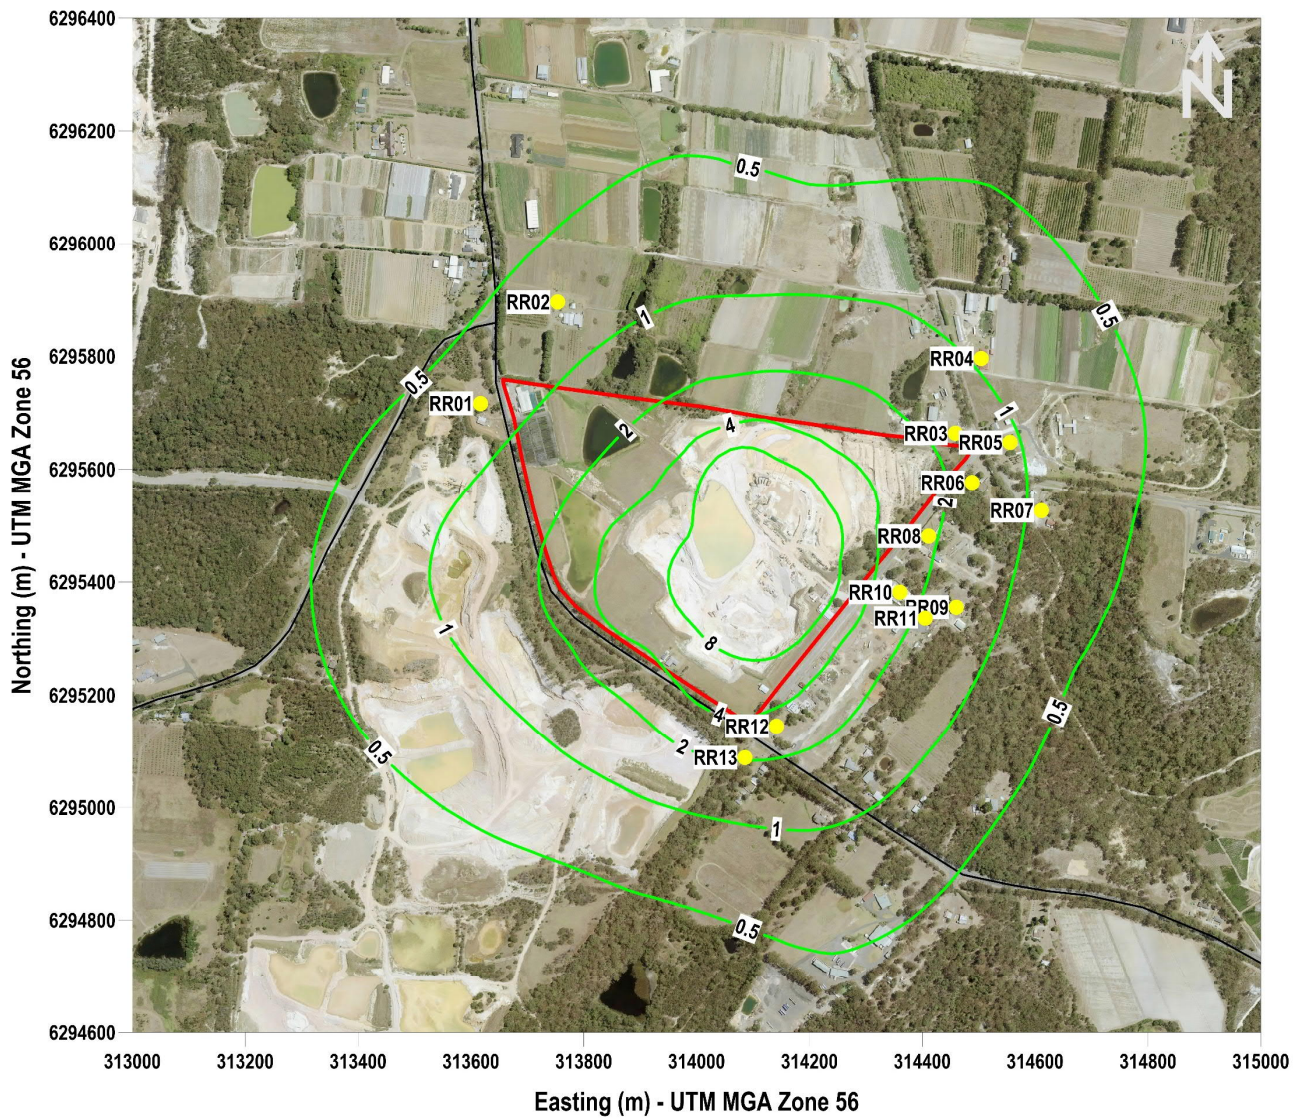 6296400
N
6296200
0.5
6296000
RR02
1
0.5
RR04
6295800
0.5
RR01
1
4
2
RR03
RR05
6295600
RR06
2
RR07
RR08
6295400
RR10
RR09
RR11
1
8
6295200
4
RR12
0.5
2
RR13
0.5
6295000
1
0.5
6294800
6294600
313000 313200 313400 313600 313800 314000 314200 314400 314600 314800 315000
Northing (m) - UTM MGA Zone 56
Easting (m) - UTM MGA Zone 56